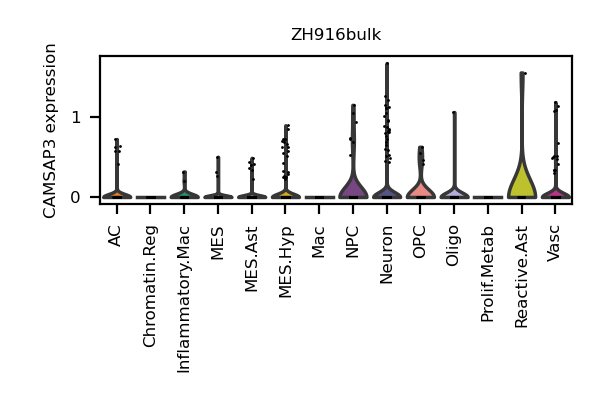 ZH916bulk
CAMSAP3 expression
1
0
AC
Chromatin.Reg
Inflammatory.Mac
MES
MES.Ast
MES.Hyp
Mac
NPC
Neuron
OPC
Oligo
Prolif.Metab
Reactive.Ast
Vasc